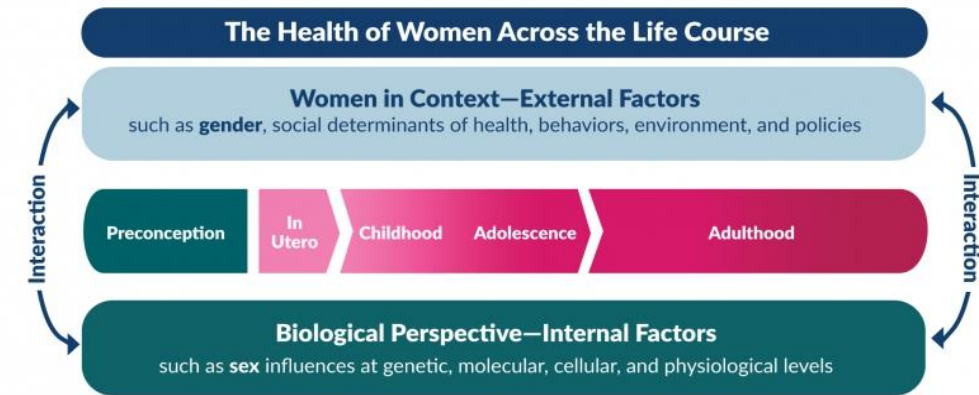 The Health of Women Across the Life Course
Women in Context—External Factors
such as gender, social determinants of health, behaviors, environment, and policies
Interaction
Preconception
In
Utero
Childhood
Adolescence
Adulthood
Interaction
Biological Perspective—Internal Factors
such as sex influences at genetic, molecular, cellular, and physiological levels